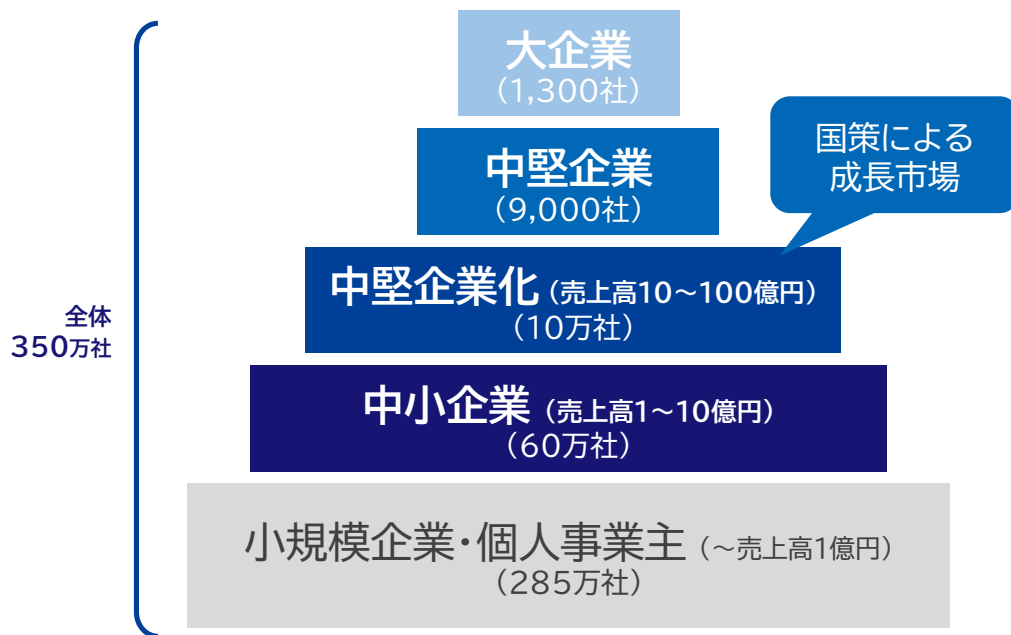 大企業
（1,300社）
中堅企業
（9,000社）
国策による
成長市場
中堅企業化（売上高10～100億円）
（10万社）
全体
350万社
中小企業（売上高1～10億円）
（60万社）
小規模企業・個人事業主（～売上高1億円）
（285万社）